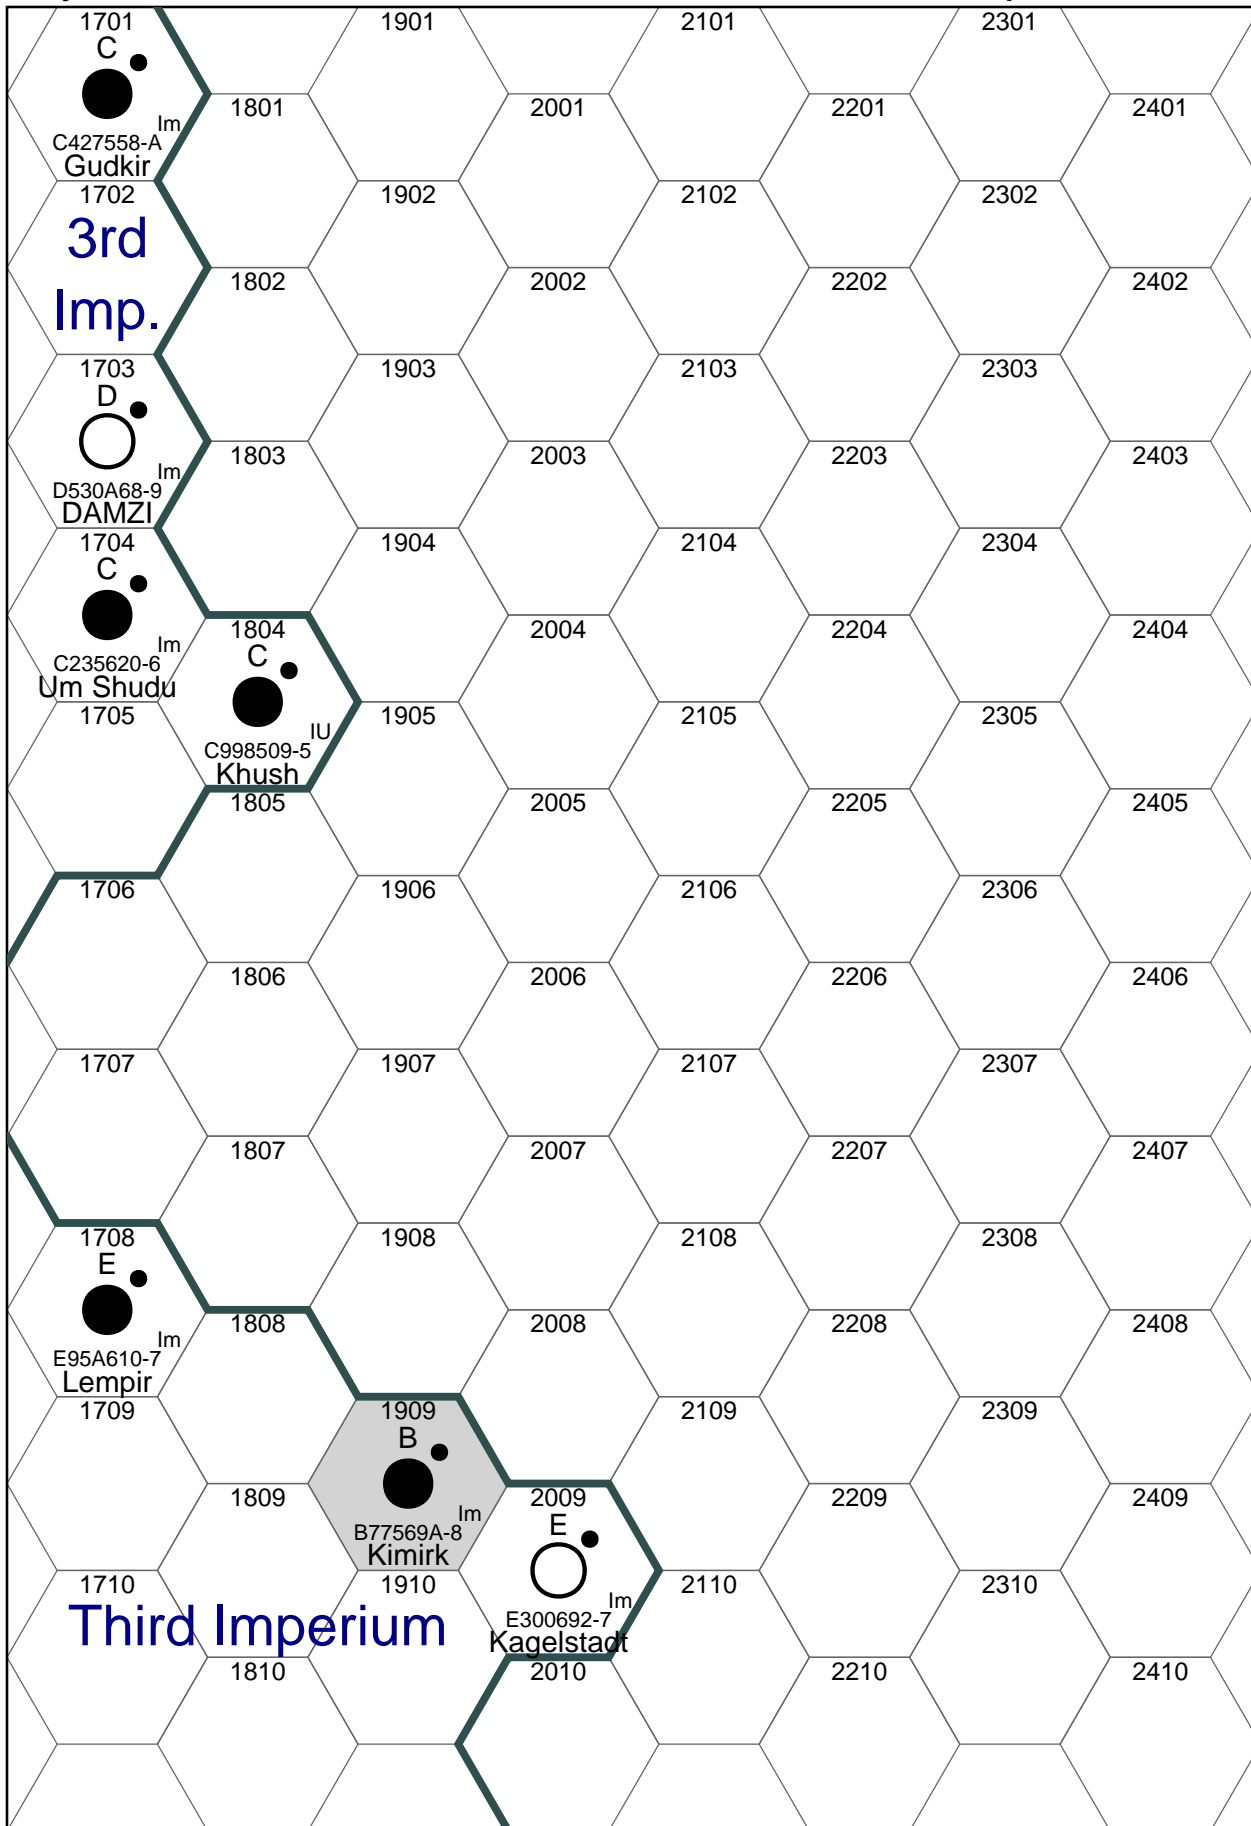 1701 1901 2101 2301
C
1801 2001 2201 2401
Im
C427558-A
Gudkir
1702 1902 2102 2302
3rd
1802 2002 2202 2402
Imp.
1703 1903 2103 2303
D
1803 2003 2203 2403
Im
D530A68-9
DAMZI
1704 1904 2104 2304
C
1804 2004 2204 2404
Im
C
C235620-6
Um Shudu
1705 1905 2105 2305
IU
C998509-5
Khush
1805 2005 2205 2405
1706 1906 2106 2306
1806 2006 2206 2406
1707 1907 2107 2307
1807 2007 2207 2407
1708 1908 2108 2308
E
1808 2008 2208 2408
Im
E95A610-7
Lempir
1709 1909 2109 2309
B
1809 2009 2209 2409
Im
E
B77569A-8
Kimirk
1710 1910 2110 2310
Im
E300692-7
Third Imperium
Kagelstadt
1810 2010 2210 2410